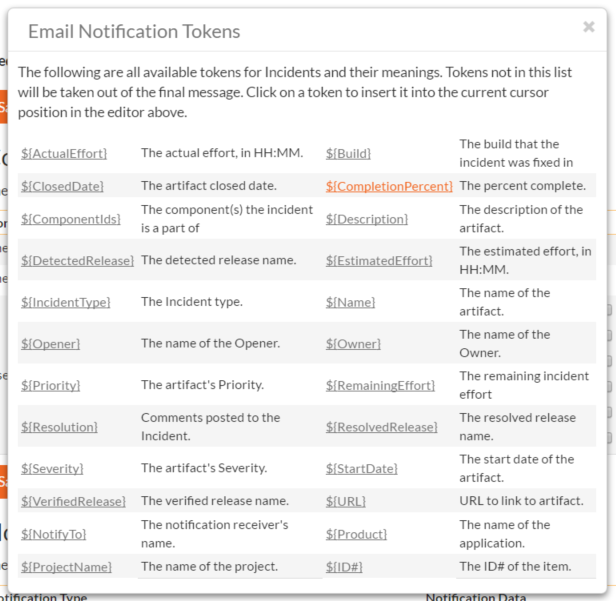 Email Notification Tokens
The following are all available tokens for Incidents and their meanings. Tokens not in this list
will be taken out of the final message. Click on a token to insert it into the current cursor
position in the editor above.
${ActualEffort} The actual effort, in HH:MM. ${Build} The build that the
incident was fixed in
${ClosedDate} The artifact closed date. ${CompletionPercent} The percent complete.
${ComponentIds} The component(s) the incident
is a part of
${Description} The description of the
artifact.
${DetectedRelease} The detected release name. ${EstimatedEffort} The estimated effort, in
HH:MM.
${IncidentType} The Incident type. ${Name} The name of the
artifact.
${Opener} The name of the Opener. ${Owner} The name of the
Owner.
${Priority} The artifact's Priority. ${RemainingEffort} The remaining incident
effort
${Resolution} Comments posted to the
Incident.
${ResolvedRelease} The resolved release
name.
${Severity} The artifact's Severity. ${StartDate} The start date of the
artifact.
${VerifiedRelease} The verified release name. ${URL} URL to link to artifact.
${NotifyTo} The notification receiver's
name.
${Product} The name of the
application.
${ProjectName} The name of the project. ${ID#} The ID# of the item.
Notification Data